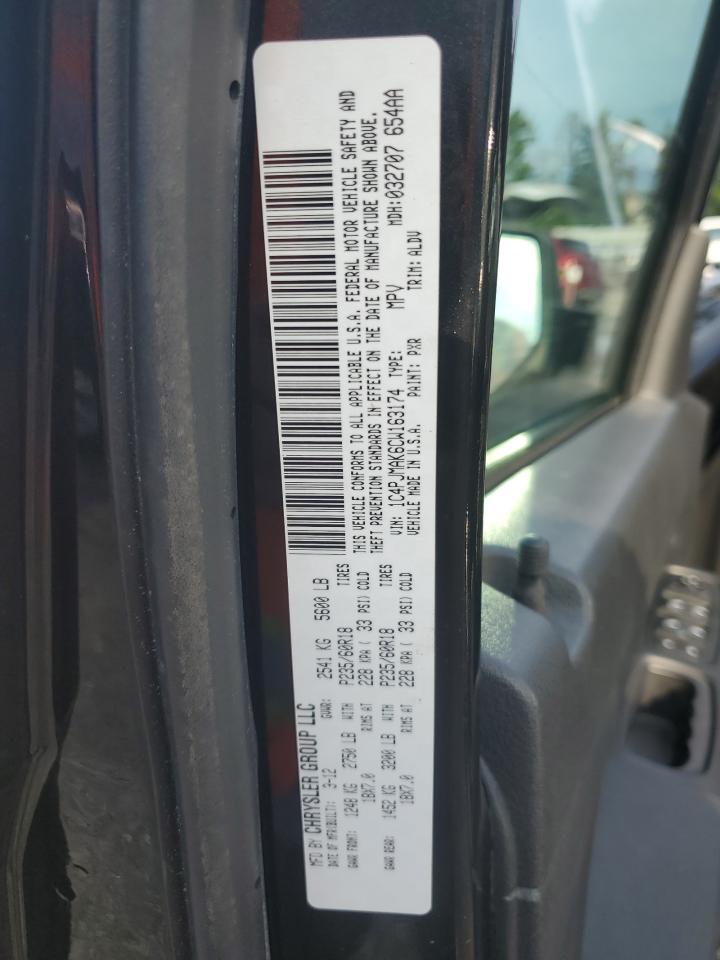 MFD BY CHRYSLER GROUP LLC
DATE OF MFR(BUILT): 3-12 GVWR: 2541 KG 5600 LB
GAWR FRONT: 1248 KG 2750 LB WITH P235/60R18 TIRES
18X7.0 RIMS AT 228 KPA ( 33 PSI) COLD
GAWR REAR: 1452 KG 3200 LB WITH P235/60R18 TIRES
18X7.0 RIMS AT 228 KPA ( 33 PSI) COLD
THIS VEHICLE CONFORMS TO ALL APPLICABLE U.S.A. FEDERAL MOTOR VEHICLE SAFETY AND
THEFT PREVENTION STANDARDS IN EFFECT ON THE DATE OF MANUFACTURE SHOWN ABOVE.
VIN: 1C4PJMAK6CW163174 TYPE: MPV MDH:032707 654AA
VEHICLE MADE IN U.S.A. PAINT: PXR TRIM: ALDV